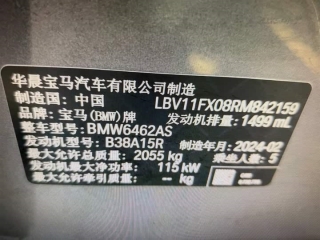 华晨宝马汽车有限公司制造
制造国: 中国 LBV11FX08RM842159
品牌: 宝马(BMW)牌 发动机排量: 1499 mL
整车型号: BMW6462AS
发动机型号: B38A15R 制造年月: 2024-02
最大允许总质量: 2055 kg 乘坐人数: 5
发动机最大净功率: 115 kW
最大允许牵引质量: - kg